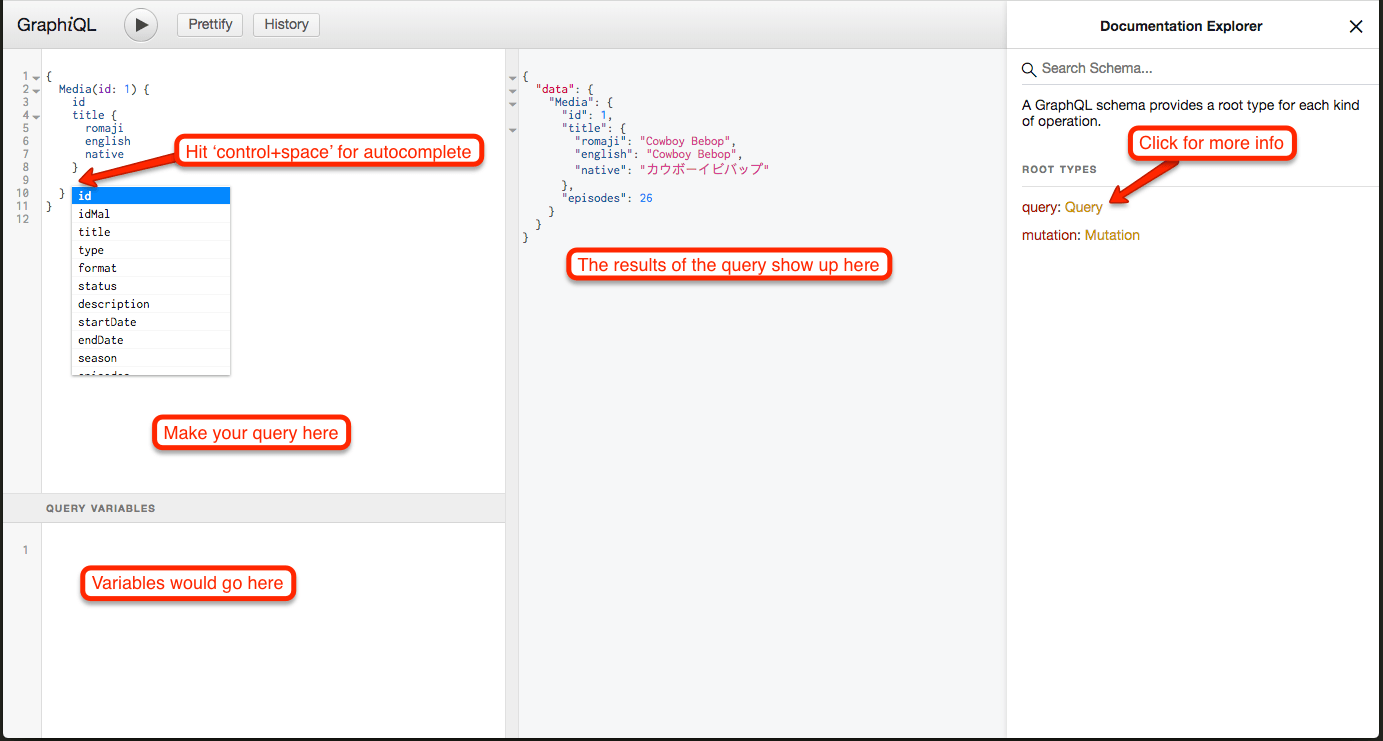 GraphiQL
Prettify
History
1 {
2 Media(id: 1) {
3 id
4 title {
5 romaji
6 english
7 native
8 }
9
10 }
11 }
12
Hit ‘control+space’ for autocomplete
id
idMal
title
type
format
status
description
startDate
endDate
season
episodes
Make your query here
QUERY VARIABLES
1
Variables would go here
{
"data": {
"Media": {
"id": 1,
"title": {
"romaji": "Cowboy Bebop",
"english": "Cowboy Bebop",
"native": "カウボーイビバップ"
},
"episodes": 26
}
}
}
The results of the query show up here
Documentation Explorer
Search Schema...
A GraphQL schema provides a root type for each kind
of operation.
Click for more info
ROOT TYPES
query: Query
mutation: Mutation